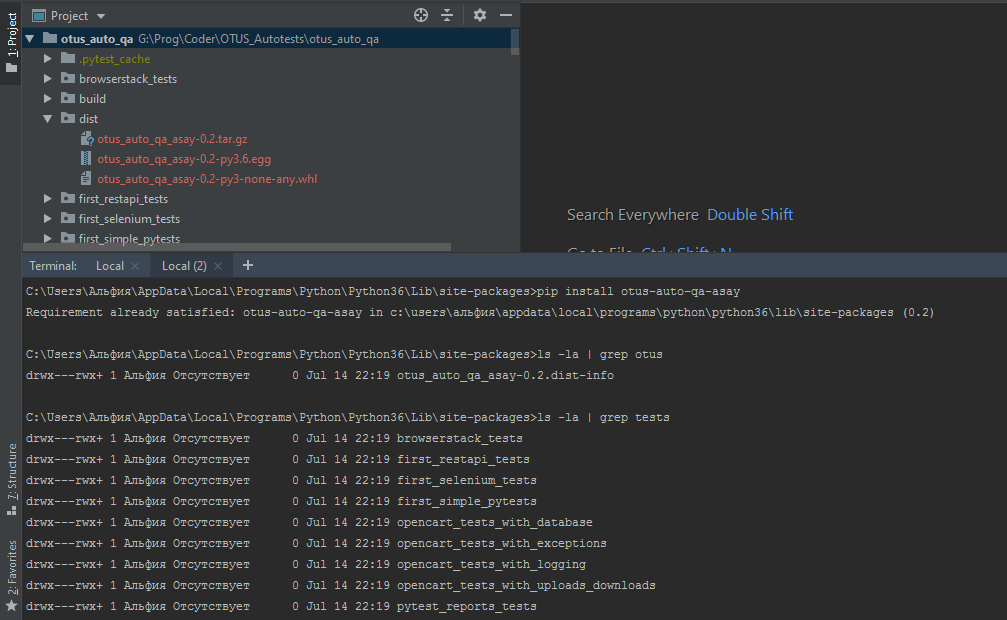 Project
otus_auto_qa G:\Prog\Coder\OTUS_Autotests\otus_auto_qa
.pytest_cache
browserstack_tests
build
dist
otus_auto_qa_asay-0.2.tar.gz
otus_auto_qa_asay-0.2-py3.6.egg
otus_auto_qa_asay-0.2-py3-none-any.whl
first_restapi_tests
first_selenium_tests
first_simple_pytests
1: Project
Search Everywhere Double Shift
Go to File Ctrl+Shift+N
Terminal: Local × Local (2) × +
C:\Users\Альфия\AppData\Local\Programs\Python\Python36\Lib\site-packages>pip install otus-auto-qa-asay
Requirement already satisfied: otus-auto-qa-asay in c:\users\альфия\appdata\local\programs\python\python36\lib\site-packages (0.2)
C:\Users\Альфия\AppData\Local\Programs\Python\Python36\Lib\site-packages>ls -la | grep otus
drwx---rwx+ 1 Альфия Отсутствует 0 Jul 14 22:19 otus_auto_qa_asay-0.2.dist-info
C:\Users\Альфия\AppData\Local\Programs\Python\Python36\Lib\site-packages>ls -la | grep tests
drwx---rwx+ 1 Альфия Отсутствует 0 Jul 14 22:19 browserstack_tests
drwx---rwx+ 1 Альфия Отсутствует 0 Jul 14 22:19 first_restapi_tests
drwx---rwx+ 1 Альфия Отсутствует 0 Jul 14 22:19 first_selenium_tests
drwx---rwx+ 1 Альфия Отсутствует 0 Jul 14 22:19 first_simple_pytests
drwx---rwx+ 1 Альфия Отсутствует 0 Jul 14 22:19 opencart_tests_with_database
drwx---rwx+ 1 Альфия Отсутствует 0 Jul 14 22:19 opencart_tests_with_exceptions
drwx---rwx+ 1 Альфия Отсутствует 0 Jul 14 22:19 opencart_tests_with_logging
drwx---rwx+ 1 Альфия Отсутствует 0 Jul 14 22:19 opencart_tests_with_uploads_downloads
drwx---rwx+ 1 Альфия Отсутствует 0 Jul 14 22:19 pytest_reports_tests
7: Structure
2: Favorites